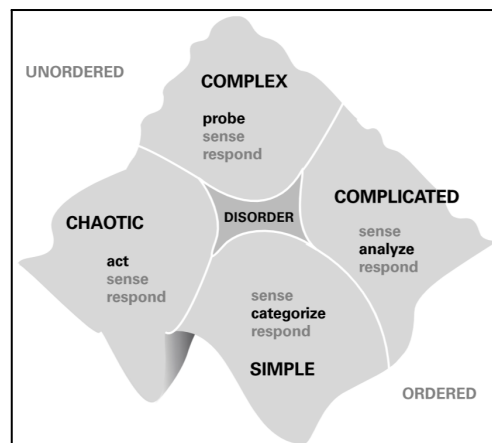 UNORDERED
COMPLEX
probe
sense
respond
CHAOTIC
act
sense
respond
DISORDER
COMPLICATED
sense
analyze
respond
sense
categorize
respond
SIMPLE
ORDERED